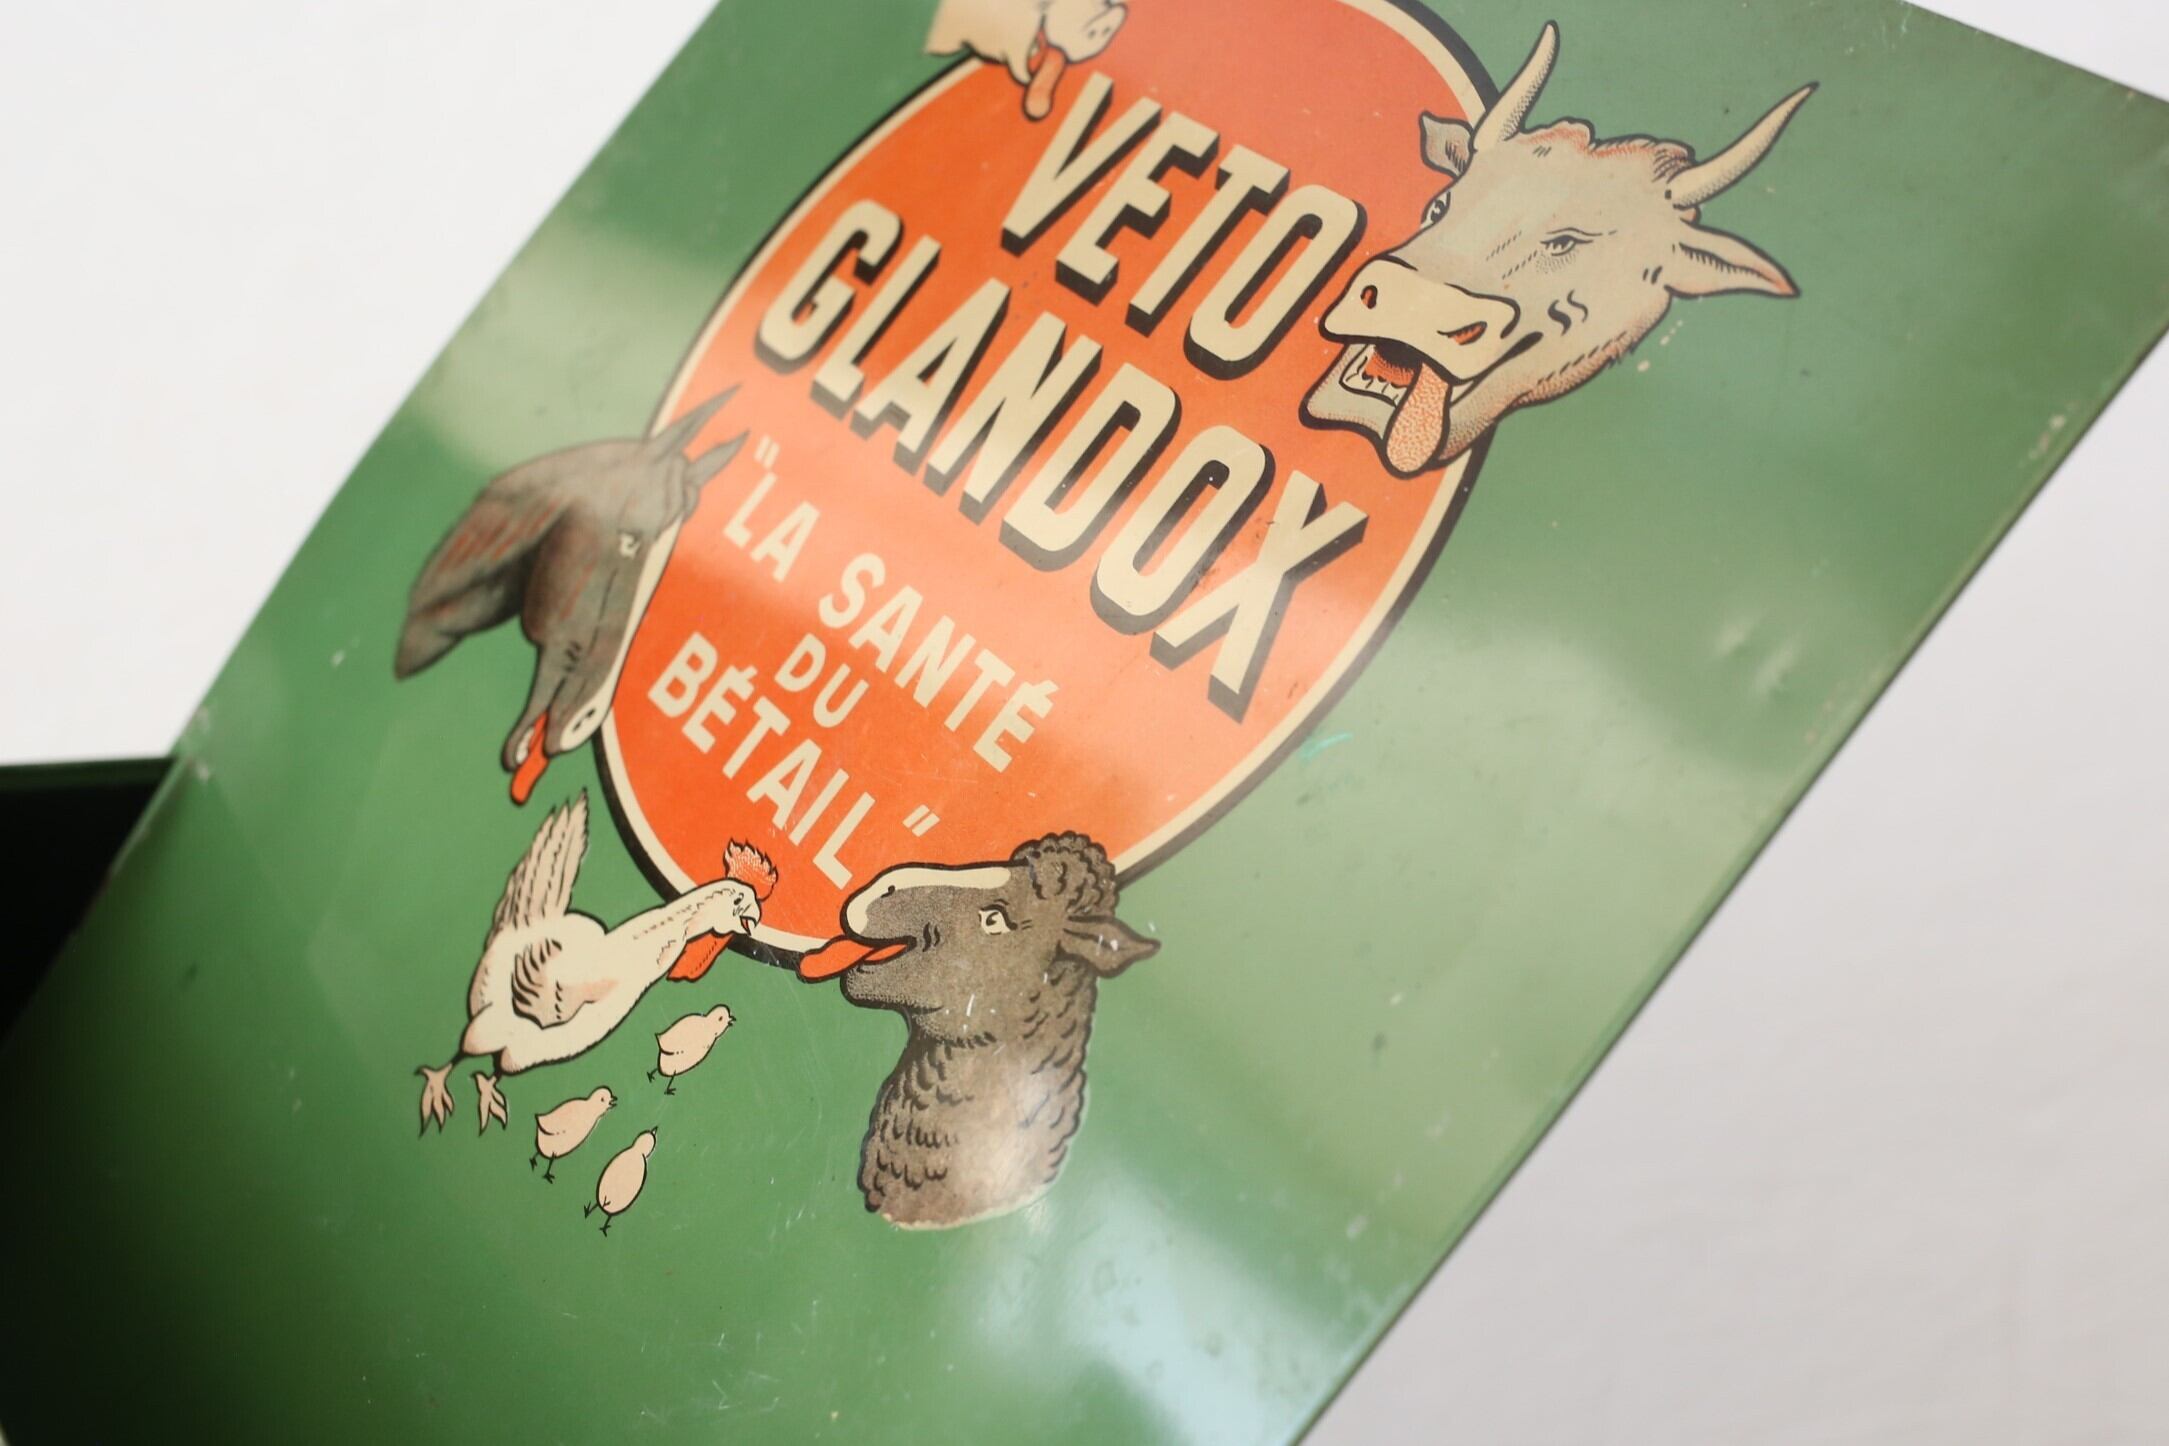 VETO
GLANDOX
"LA SANTÉ
DU
BÉTAIL"